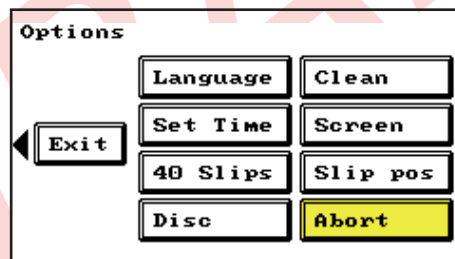 Options
Language Clean
Set Time Screen
Exit
40 Slips Slip pos
Disc Abort